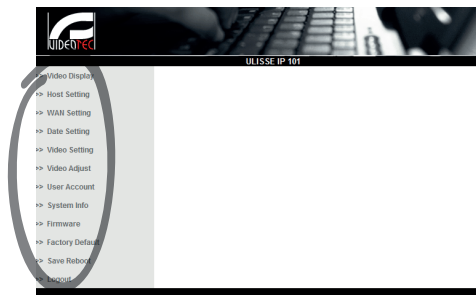 VIDEOTEC
ULISSE IP 101
>> Video Display
>> Host Setting
>> WAN Setting
>> Date Setting
>> Video Setting
>> Video Adjust
>> User Account
>> System Info
>> Firmware
>> Factory Default
>> Save Reboot
>> Logout